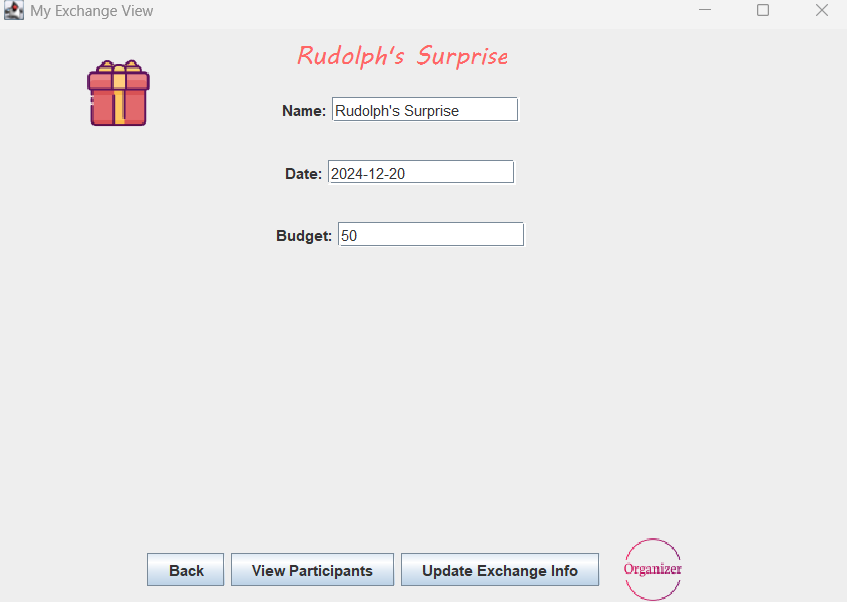 My Exchange View
Rudolph's Surprise
Name: Rudolph's Surprise
Date: 2024-12-20
Budget: 50
Back View Participants Update Exchange Info Organizer